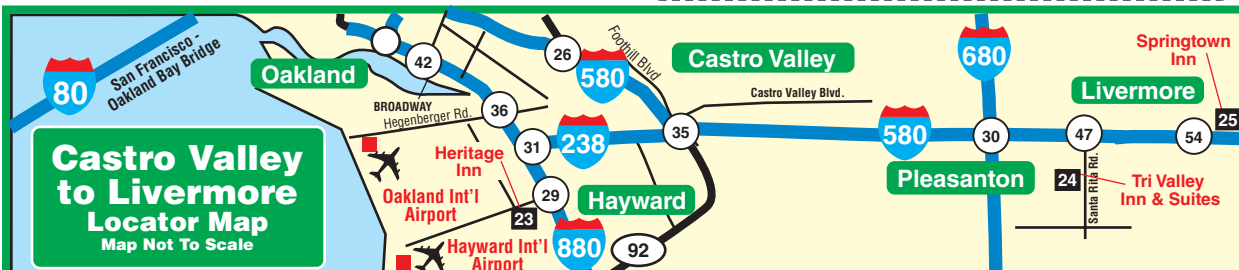 80
San Francisco -
Oakland Bay Bridge
Oakland
42
BROADWAY
Hegenberger Rd.
36
26
Foothill Blvd
580
Castro Valley
Castro Valley Blvd.
680
Springtown
Inn
Livermore
25
31
238
35
580
30
47
54
Castro Valley
to Livermore
Locator Map
Map Not To Scale
Heritage
Inn
Oakland Int'l
Airport
23
29
Hayward
Pleasanton
24
Santa Rita Rd.
Tri Valley
Inn & Suites
Hayward Int'l
Airport
880
92